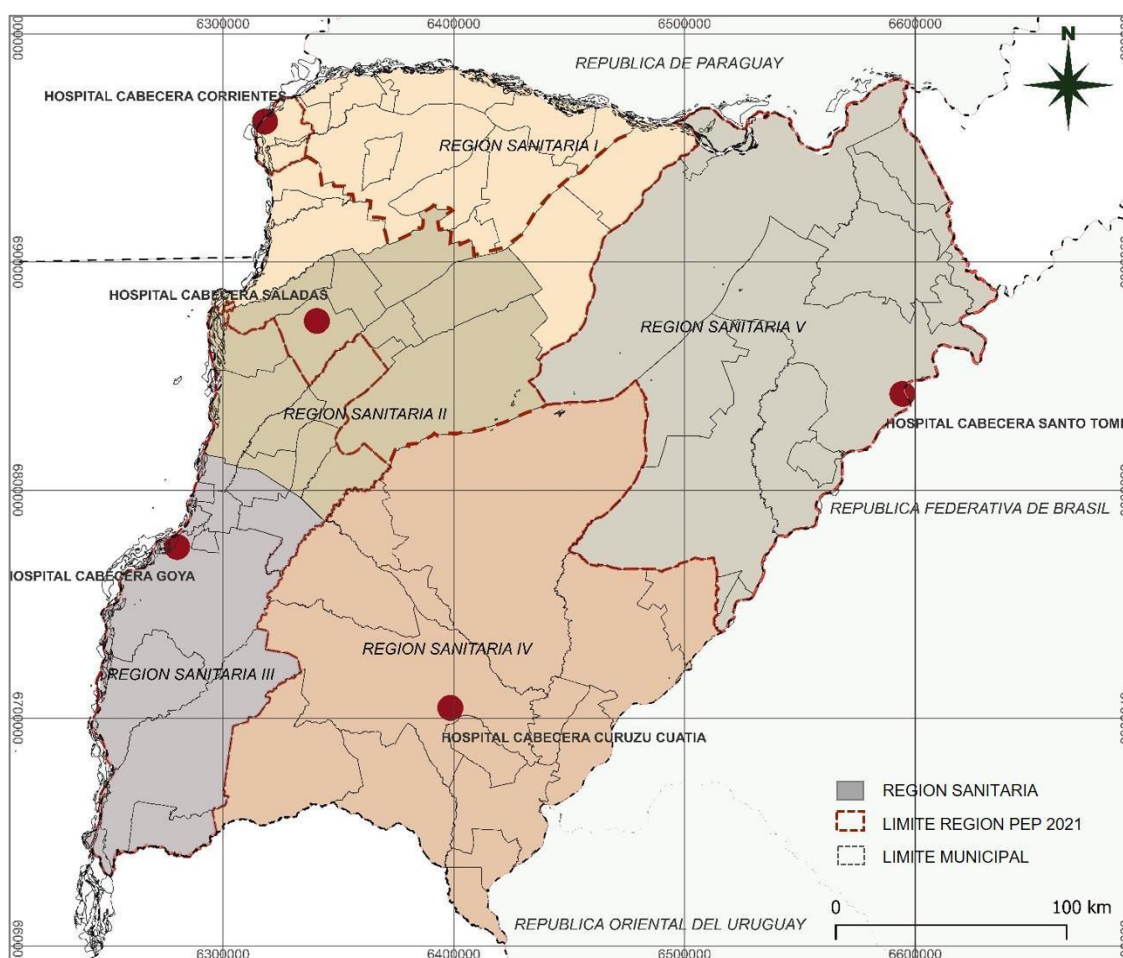 6300000
6400000
6500000
6600000
N
REPUBLICA DE PARAGUAY
HOSPITAL CABECERA CORRIENTES
REGION SANITARIA I
HOSPITAL CABECERA SALADAS
REGION SANITARIA V
REGION SANITARIA II
HOSPITAL CABECERA SANTO TOM
REPUBLICA FEDERATIVA DE BRASIL
HOSPITAL CABECERA GOYA
REGION SANITARIA IV
REGION SANITARIA III
HOSPITAL CABECERA CURUZU CUATIA
REGION SANITARIA
LIMITE REGION PEP 2021
LIMITE MUNICIPAL
0
100 km
REPUBLICA ORIENTAL DEL URUGUAY
6300000
6400000
6500000
6600000